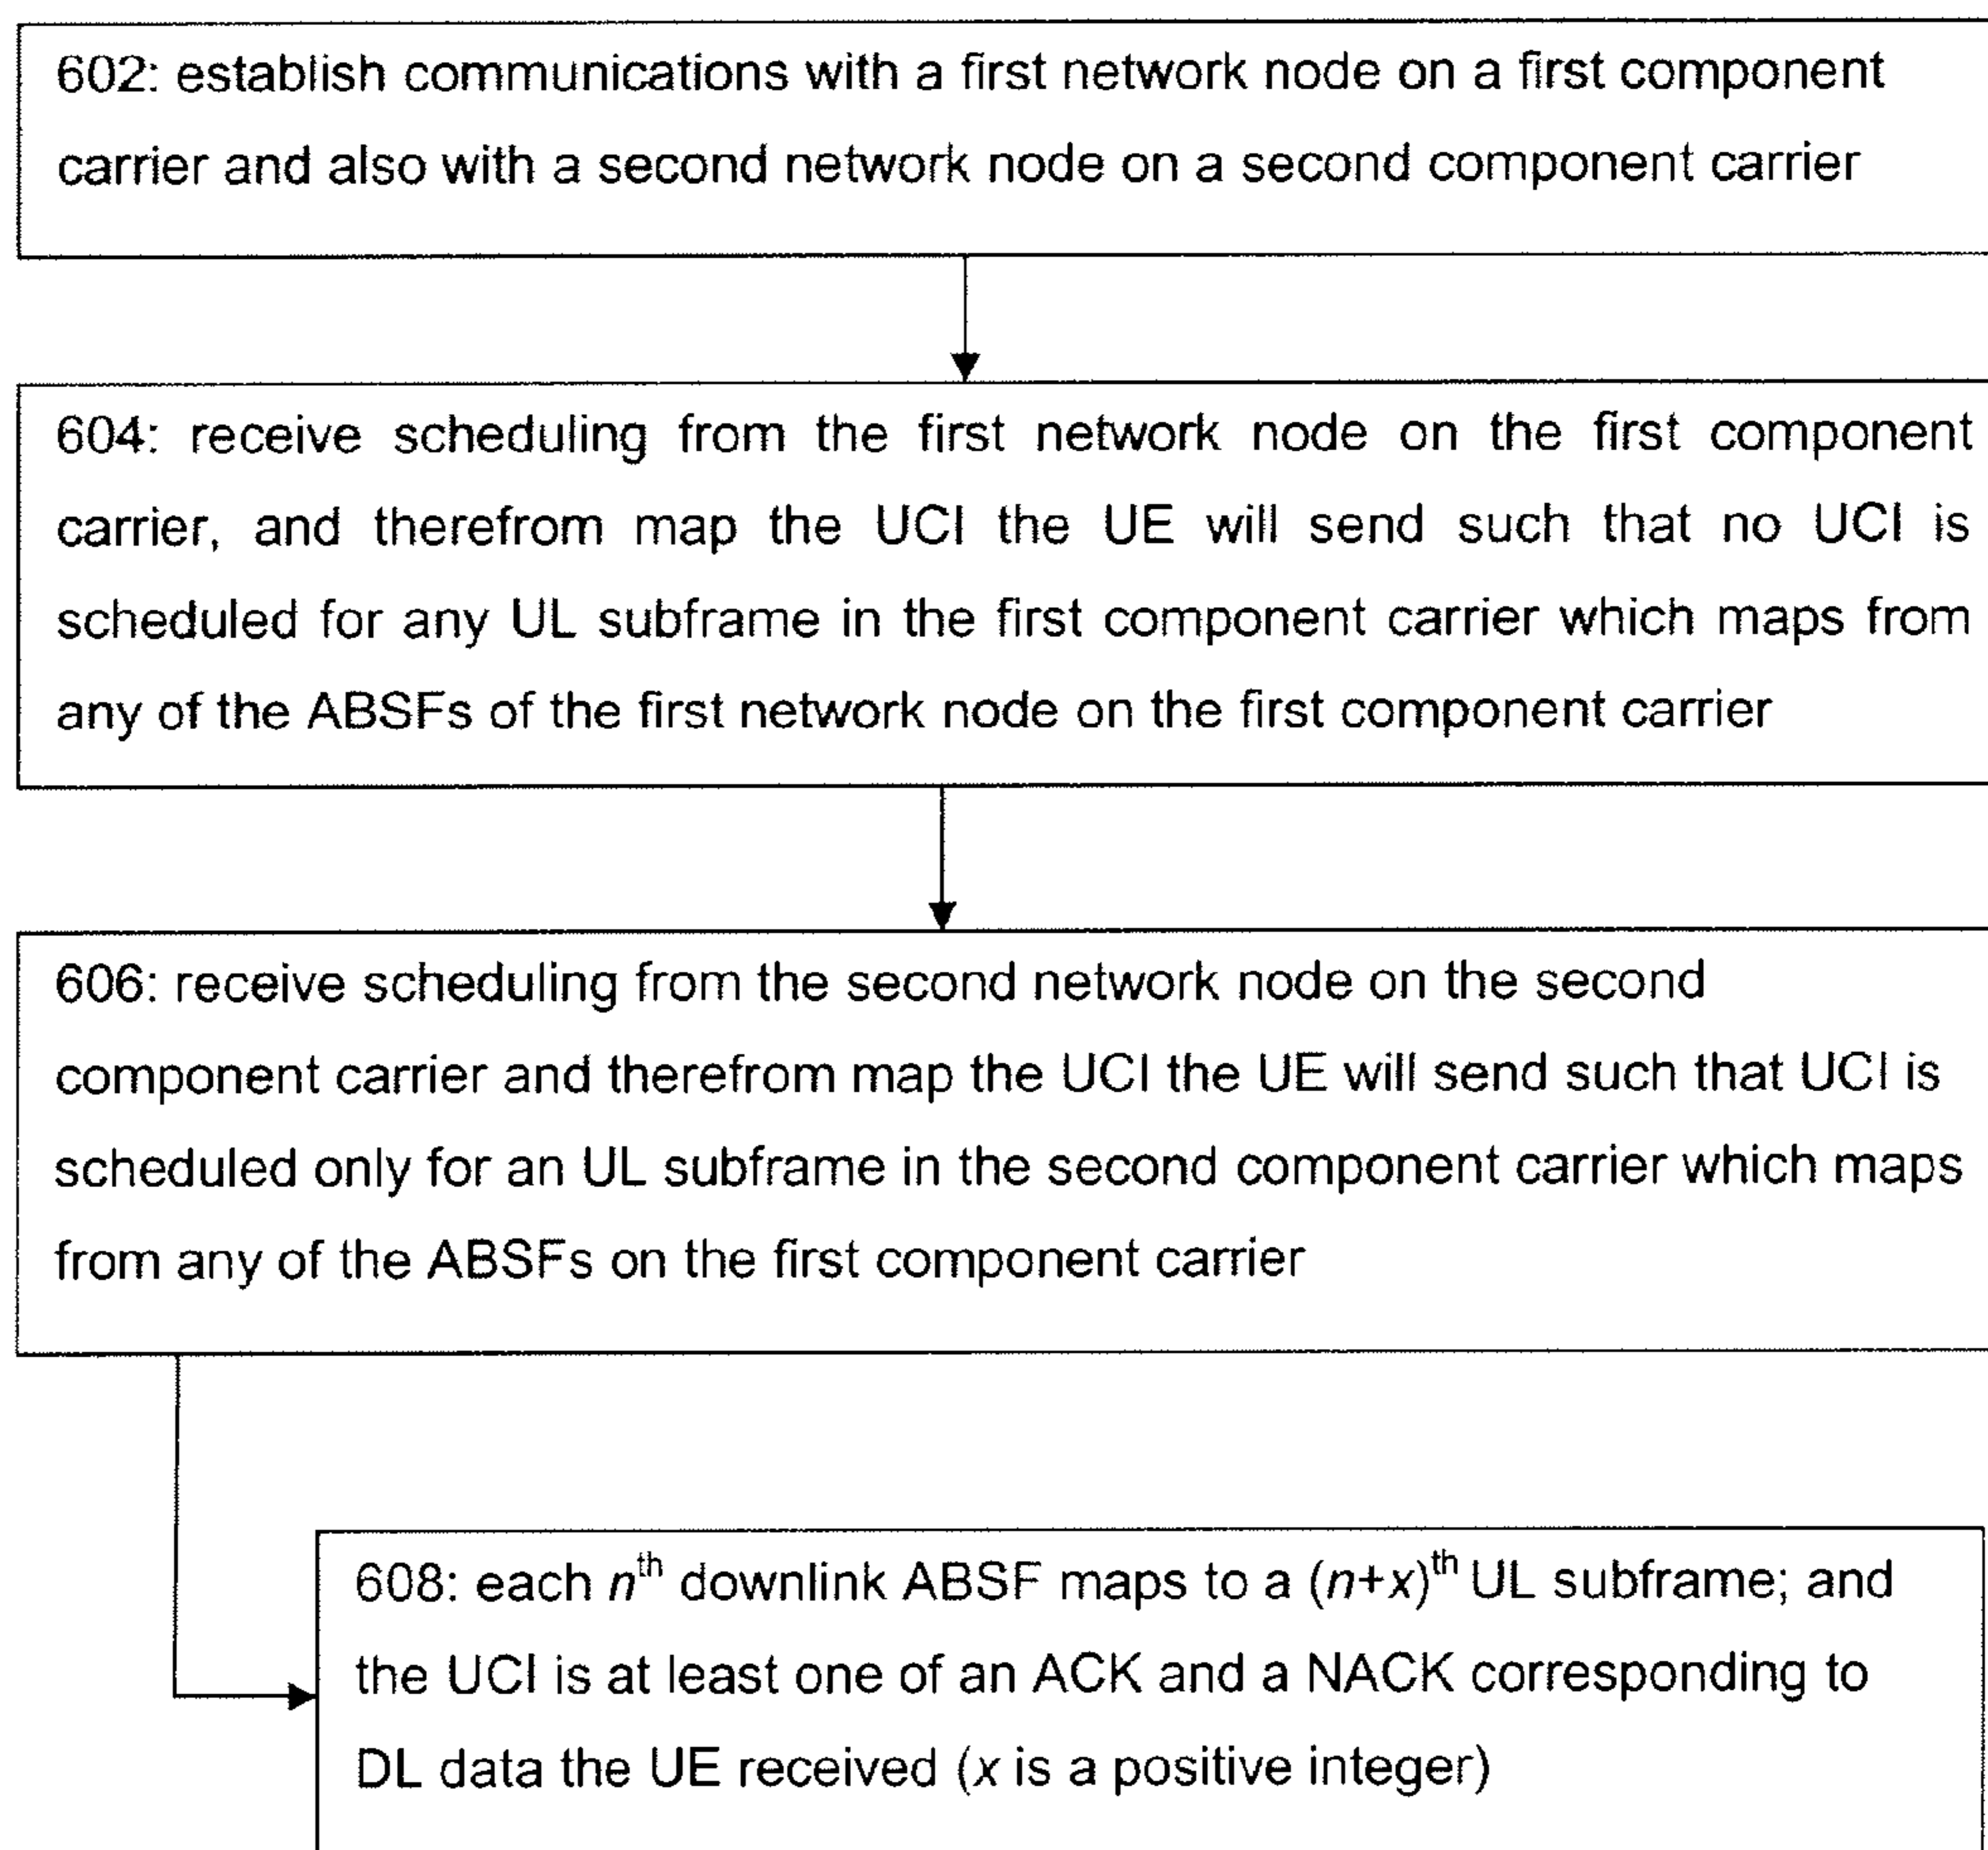 602: establish communications with a first network node on a first component
carrier and also with a second network node on a second component carrier
604: receive scheduling from the first network node on the first component
carrier, and therefrom map the UCI the UE will send such that no UCI is
scheduled for any UL subframe in the first component carrier which maps from
any of the ABSFs of the first network node on the first component carrier
606: receive scheduling from the second network node on the second
component carrier and therefrom map the UCI the UE will send such that UCI is
scheduled only for an UL subframe in the second component carrier which maps
from any of the ABSFs on the first component carrier
608: each nth downlink ABSF maps to a (n+x)th UL subframe; and
the UCI is at least one of an ACK and a NACK corresponding to
DL data the UE received (x is a positive integer)